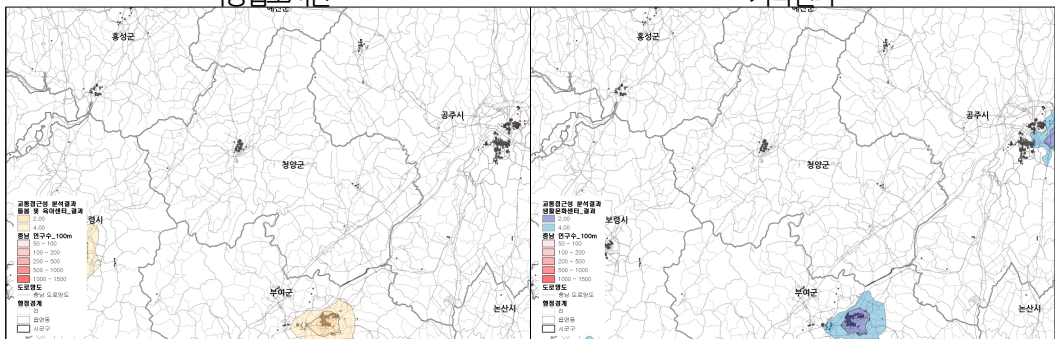 홍성군
공주시
청양군
보령시
부여군
논산시
교통접근성 분석결과
돌봄 및 육아센터_결과
2.00
4.00
충남 인구수_100m
50 - 100
100 - 200
200 - 500
500 - 1000
1000 - 1500
도로망도
충남 도로망도
행정경계
리
읍면동
시군구
홍성군
공주시
청양군
보령시
부여군
논산시
교통접근성 분석결과
생활문화센터_결과
2.00
4.00
충남 인구수_100m
50 - 100
100 - 200
200 - 500
500 - 1000
1000 - 1500
도로망도
충남 도로망도
행정경계
리
읍면동
시군구